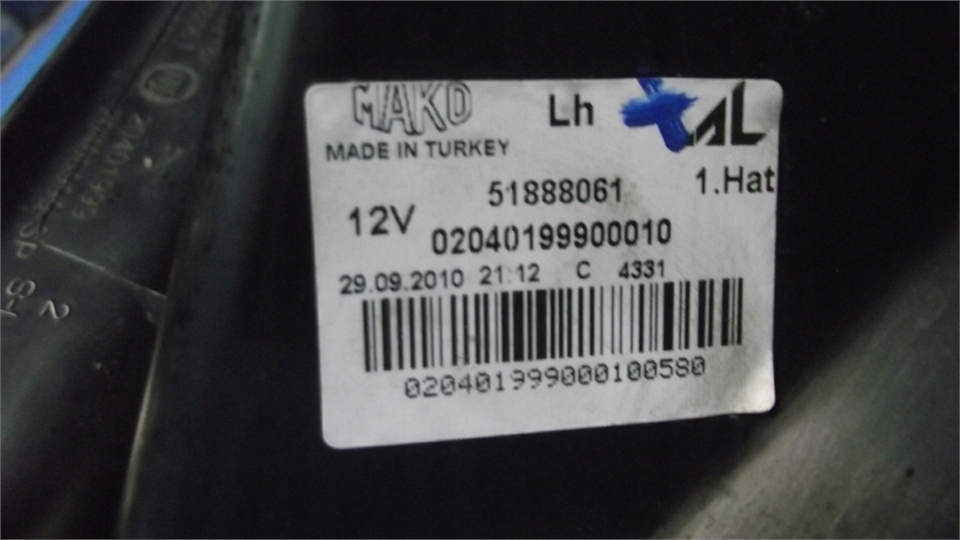 MAKO Lh AL
MADE IN TURKEY
51888061 1.Hat
12V 02040199900010
29.09.2010 21:12 C 4331
020401999000100580